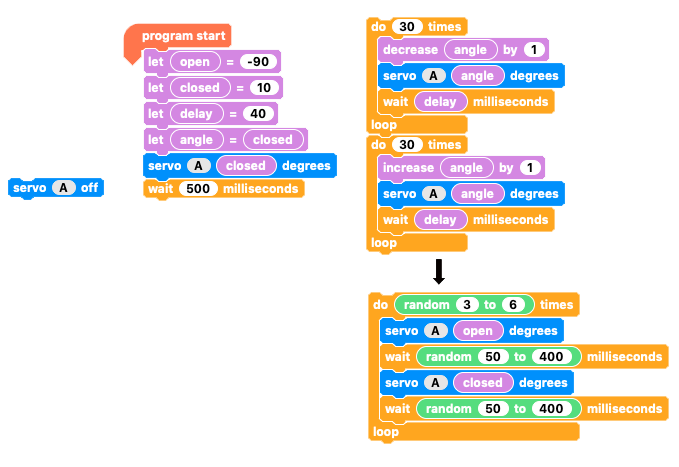 program start
let open = -90
let closed = 10
let delay = 40
let angle = closed
servo A closed degrees
wait 500 milliseconds
servo A off
do 30 times
decrease angle by 1
servo A angle degrees
wait delay milliseconds
loop
do 30 times
increase angle by 1
servo A angle degrees
wait delay milliseconds
loop
do random 3 to 6 times
servo A open degrees
wait random 50 to 400 milliseconds
servo A closed degrees
wait random 50 to 400 milliseconds
loop